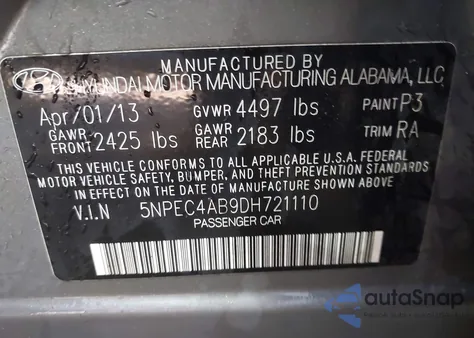 MANUFACTURED BY
HYUNDAI MOTOR MANUFACTURING ALABAMA, LLC
Apr/01/13 GVWR 4497 lbs PAINT P3
GAWR FRONT 2425 lbs GAWR REAR 2183 lbs TRIM RA
THIS VEHICLE CONFORMS TO ALL APPLICABLE U.S.A. FEDERAL
MOTOR VEHICLE SAFETY, BUMPER, AND THEFT PREVENTION
STANDARDS IN EFFECT ON THE DATE OF MANUFACTURE SHOWN
ABOVE.
V.I.N 5NPEC4AB9DH721110
PASSENGER CAR
autoSnap